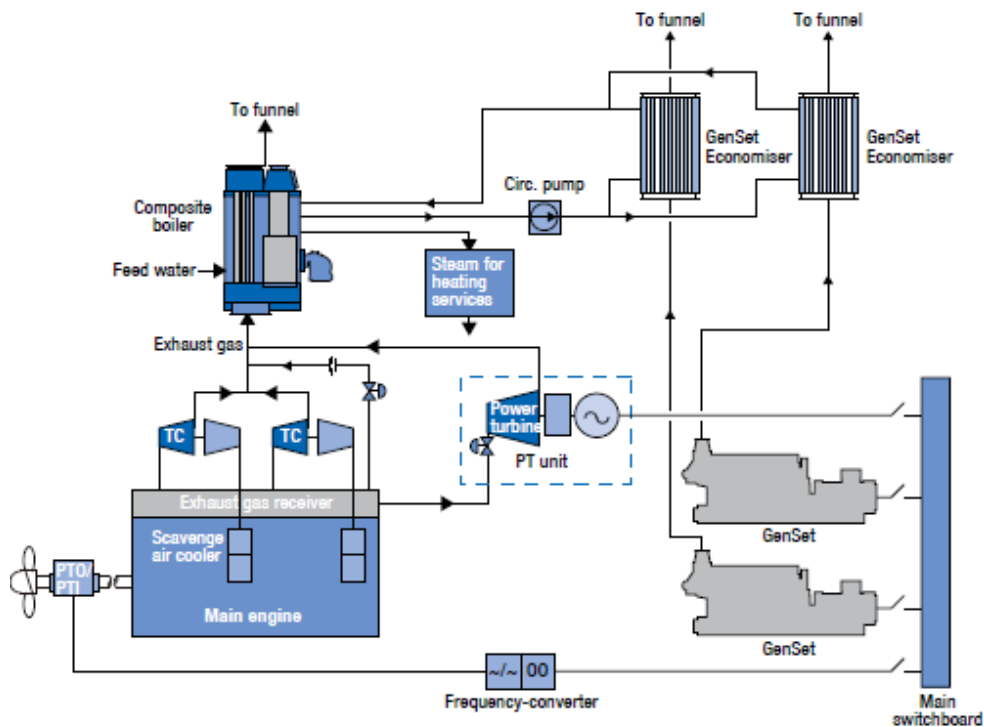 To funnel
To funnel
To funnel
GenSet
Economiser
GenSet
Economiser
Circ. pump
Composite
boiler
Feed water
Steam for
heating
services
Exhaust gas
Power
turbine
PT unit
TC
TC
Exhaust gas receiver
Scavenge
air cooler
GenSet
PTO/
PTI
Main engine
GenSet
~/~ 00
Frequency-converter
Main
switchboard